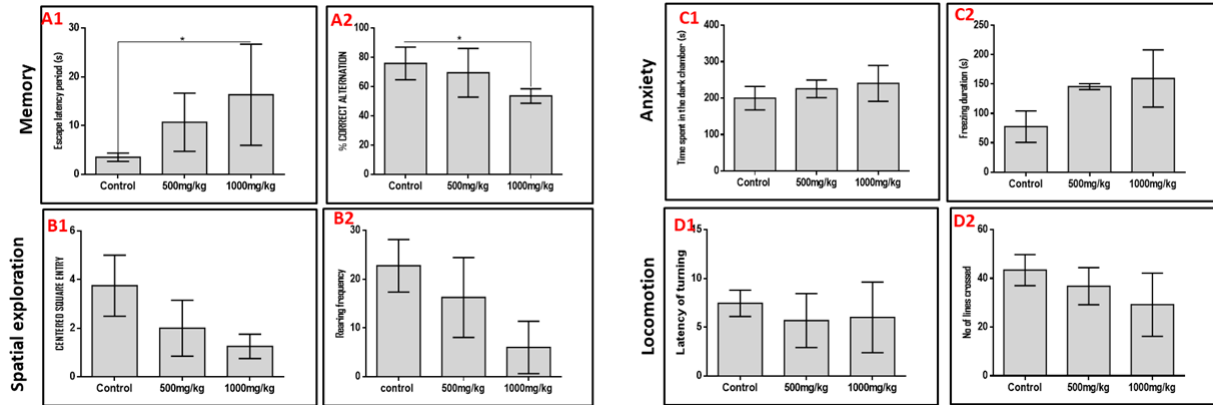 Memory
A1
Escape latency period (s)
30
20
10
0
*
Control 500mg/kg 1000mg/kg
A2
% CORRECT ALTERNATION
100
80
60
40
20
0
*
Control 500mg/kg 1000mg/kg
Anxiety
C1
Time spent in the dark chamber (s)
400
300
200
100
0
Control 500mg/kg 1000mg/kg
C2
Freezing duration (s)
250
200
150
100
50
0
Control 500mg/kg 1000mg/kg
Spatial exploration
B1
CENTERED SQUARE ENTRY
6
4
2
0
Control 500mg/kg 1000mg/kg
B2
Rearing frequency
30
20
10
0
control 500mg/kg 1000mg/kg
Locomotion
D1
Latency of turning
15
10
5
0
Control 500mg/kg 1000mg/kg
D2
No of lines crossed
60
40
20
0
Control 500mg/kg 1000mg/kg